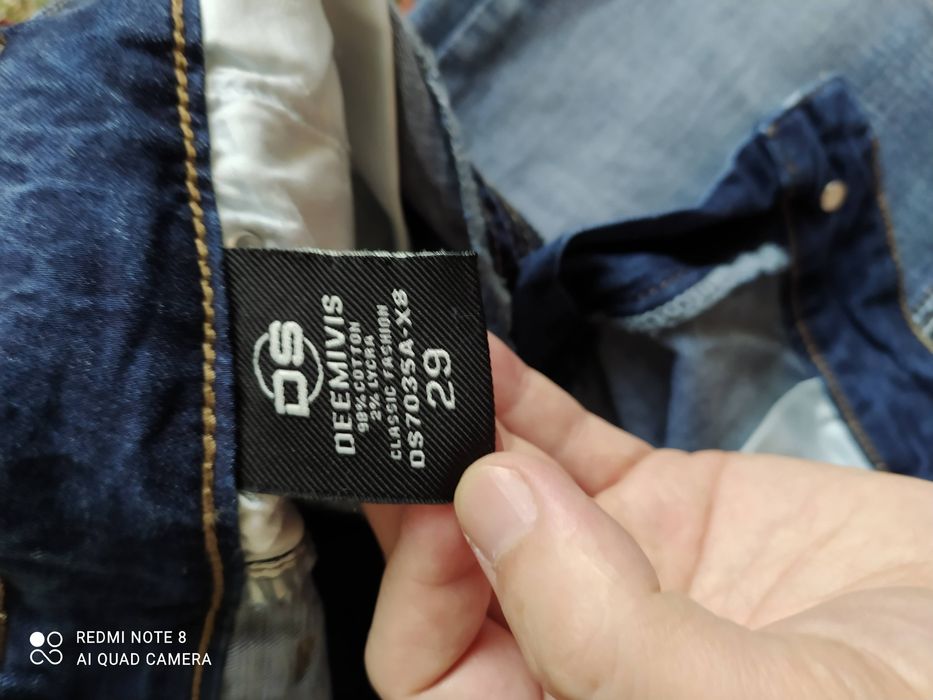 DS
DEEMIVIS
98% COTTON
2% LYCRA
CLASSIC FASHION
DS7035A-X8
29
REDMI NOTE 8
AI QUAD CAMERA